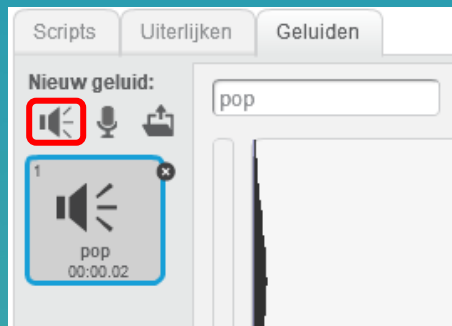 Scripts Uiterlijken Geluiden
Nieuw geluid:
pop
1
pop
00:00.02